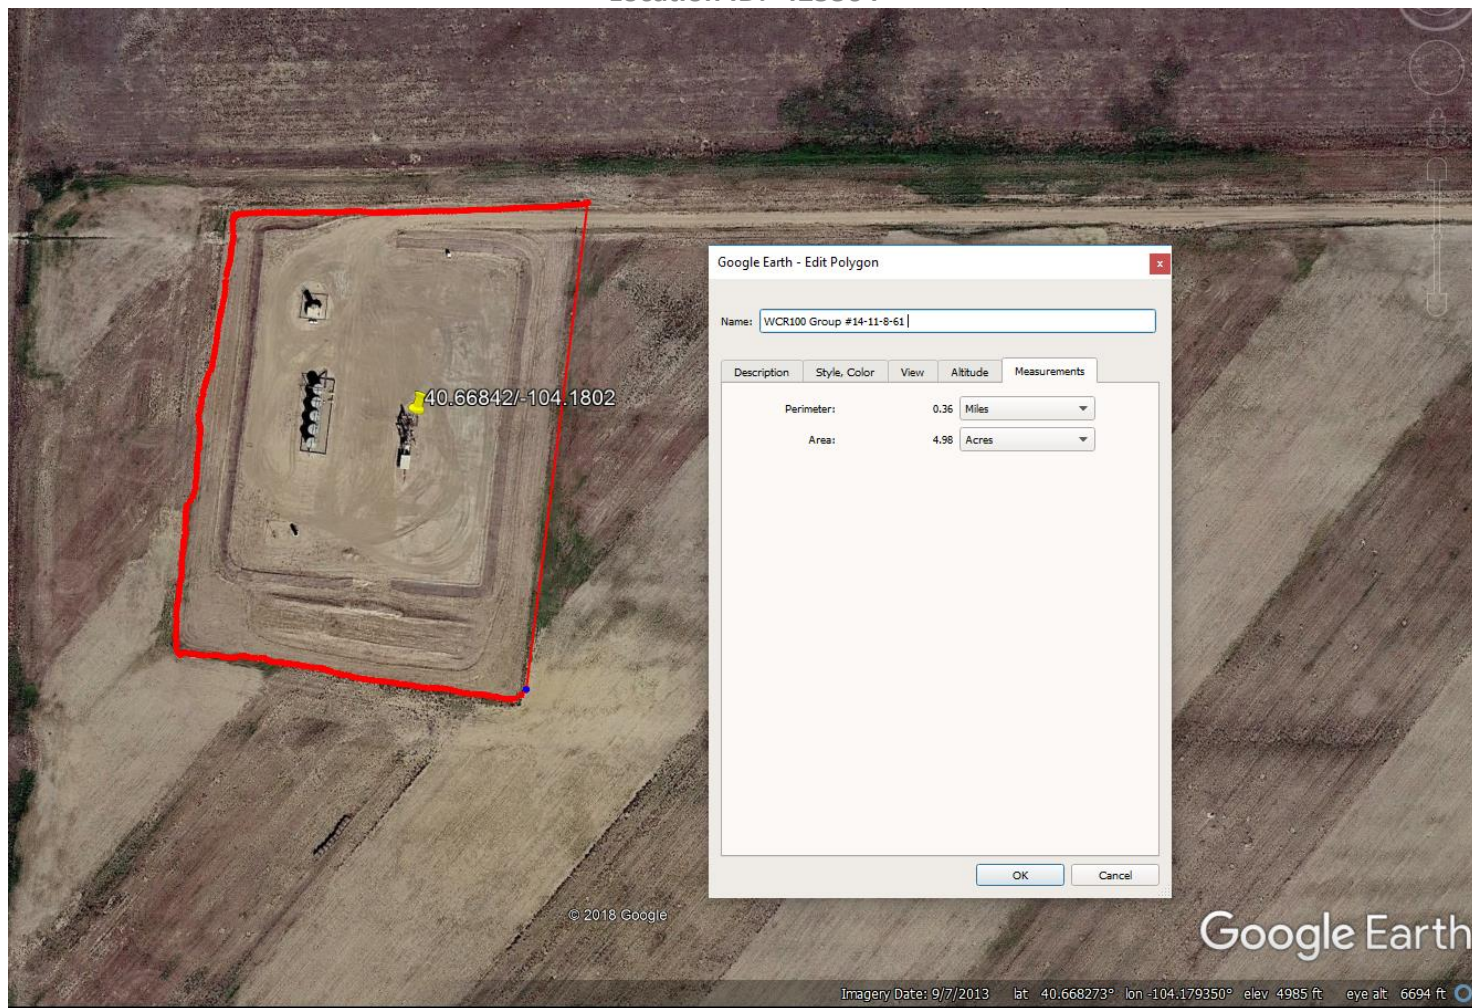 Google Earth - Edit Polygon
x
Name: WCR100 Group #14-11-8-61
Description Style, Color View Altitude Measurements
40.66842/-104.1802
Perimeter: 0.36 Miles
Area: 4.98 Acres
OK Cancel
© 2018 Google
Google Earth
Imagery Date: 9/7/2013 lat 40.668273° lon -104.179350° elev 4985 ft eye alt 6694 ft